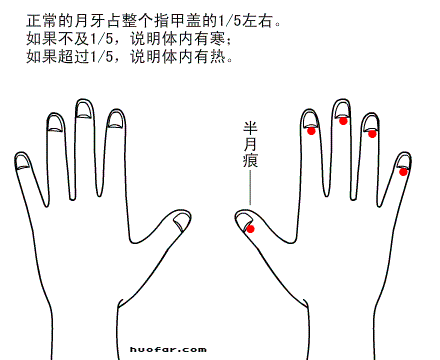 正常的月牙占整个指甲盖的1/5左右。
如果不及1/5，说明体内有寒；
如果超过1/5，说明体内有热。
半月痕
huofar.com